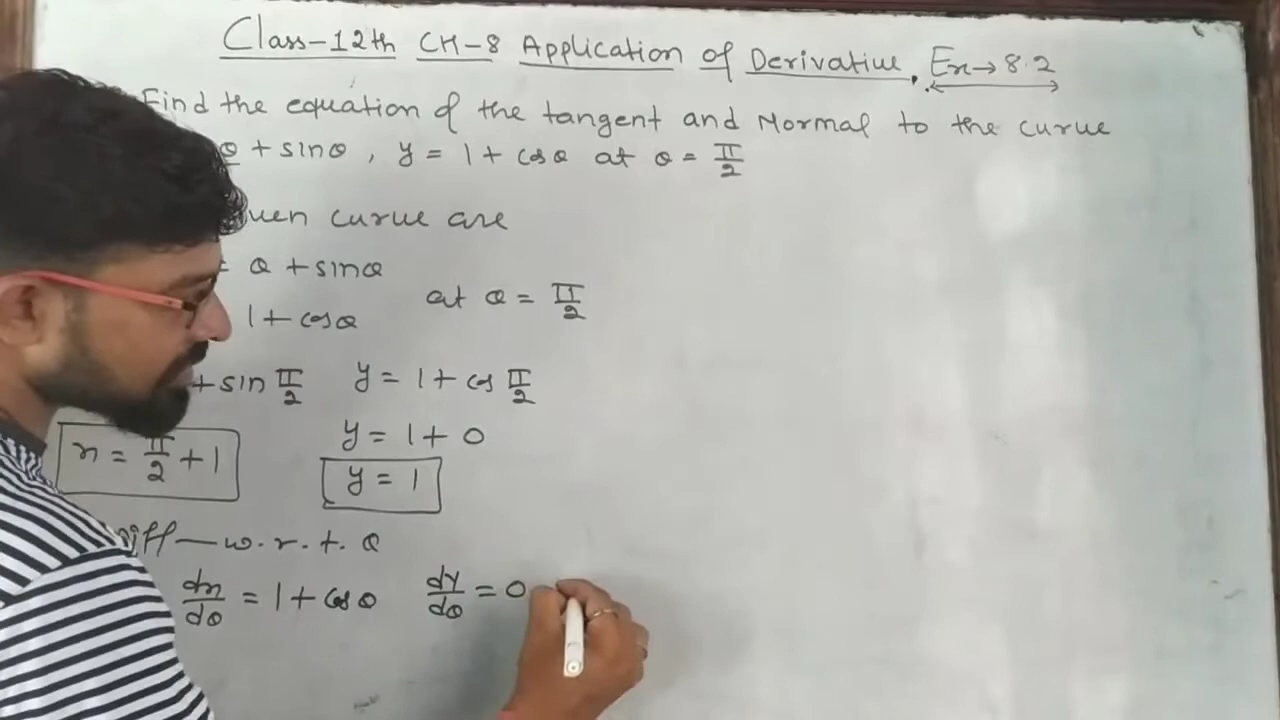 Class-12th CH-8 Application of Derivative, Ex→8.2
Find the equation of the tangent and Normal to the curve
θ + sinθ, y = 1 + cosθ at θ = π/2
curve are
= θ + sinθ
at θ = π/2
1 + cosθ
+ sin π/2 y = 1 + cos π/2
y = 1 + 0
x = π/2 + 1 y = 1
Diff—w.r.t. θ
dx/dθ = 1 + cosθ dy/dθ = 0